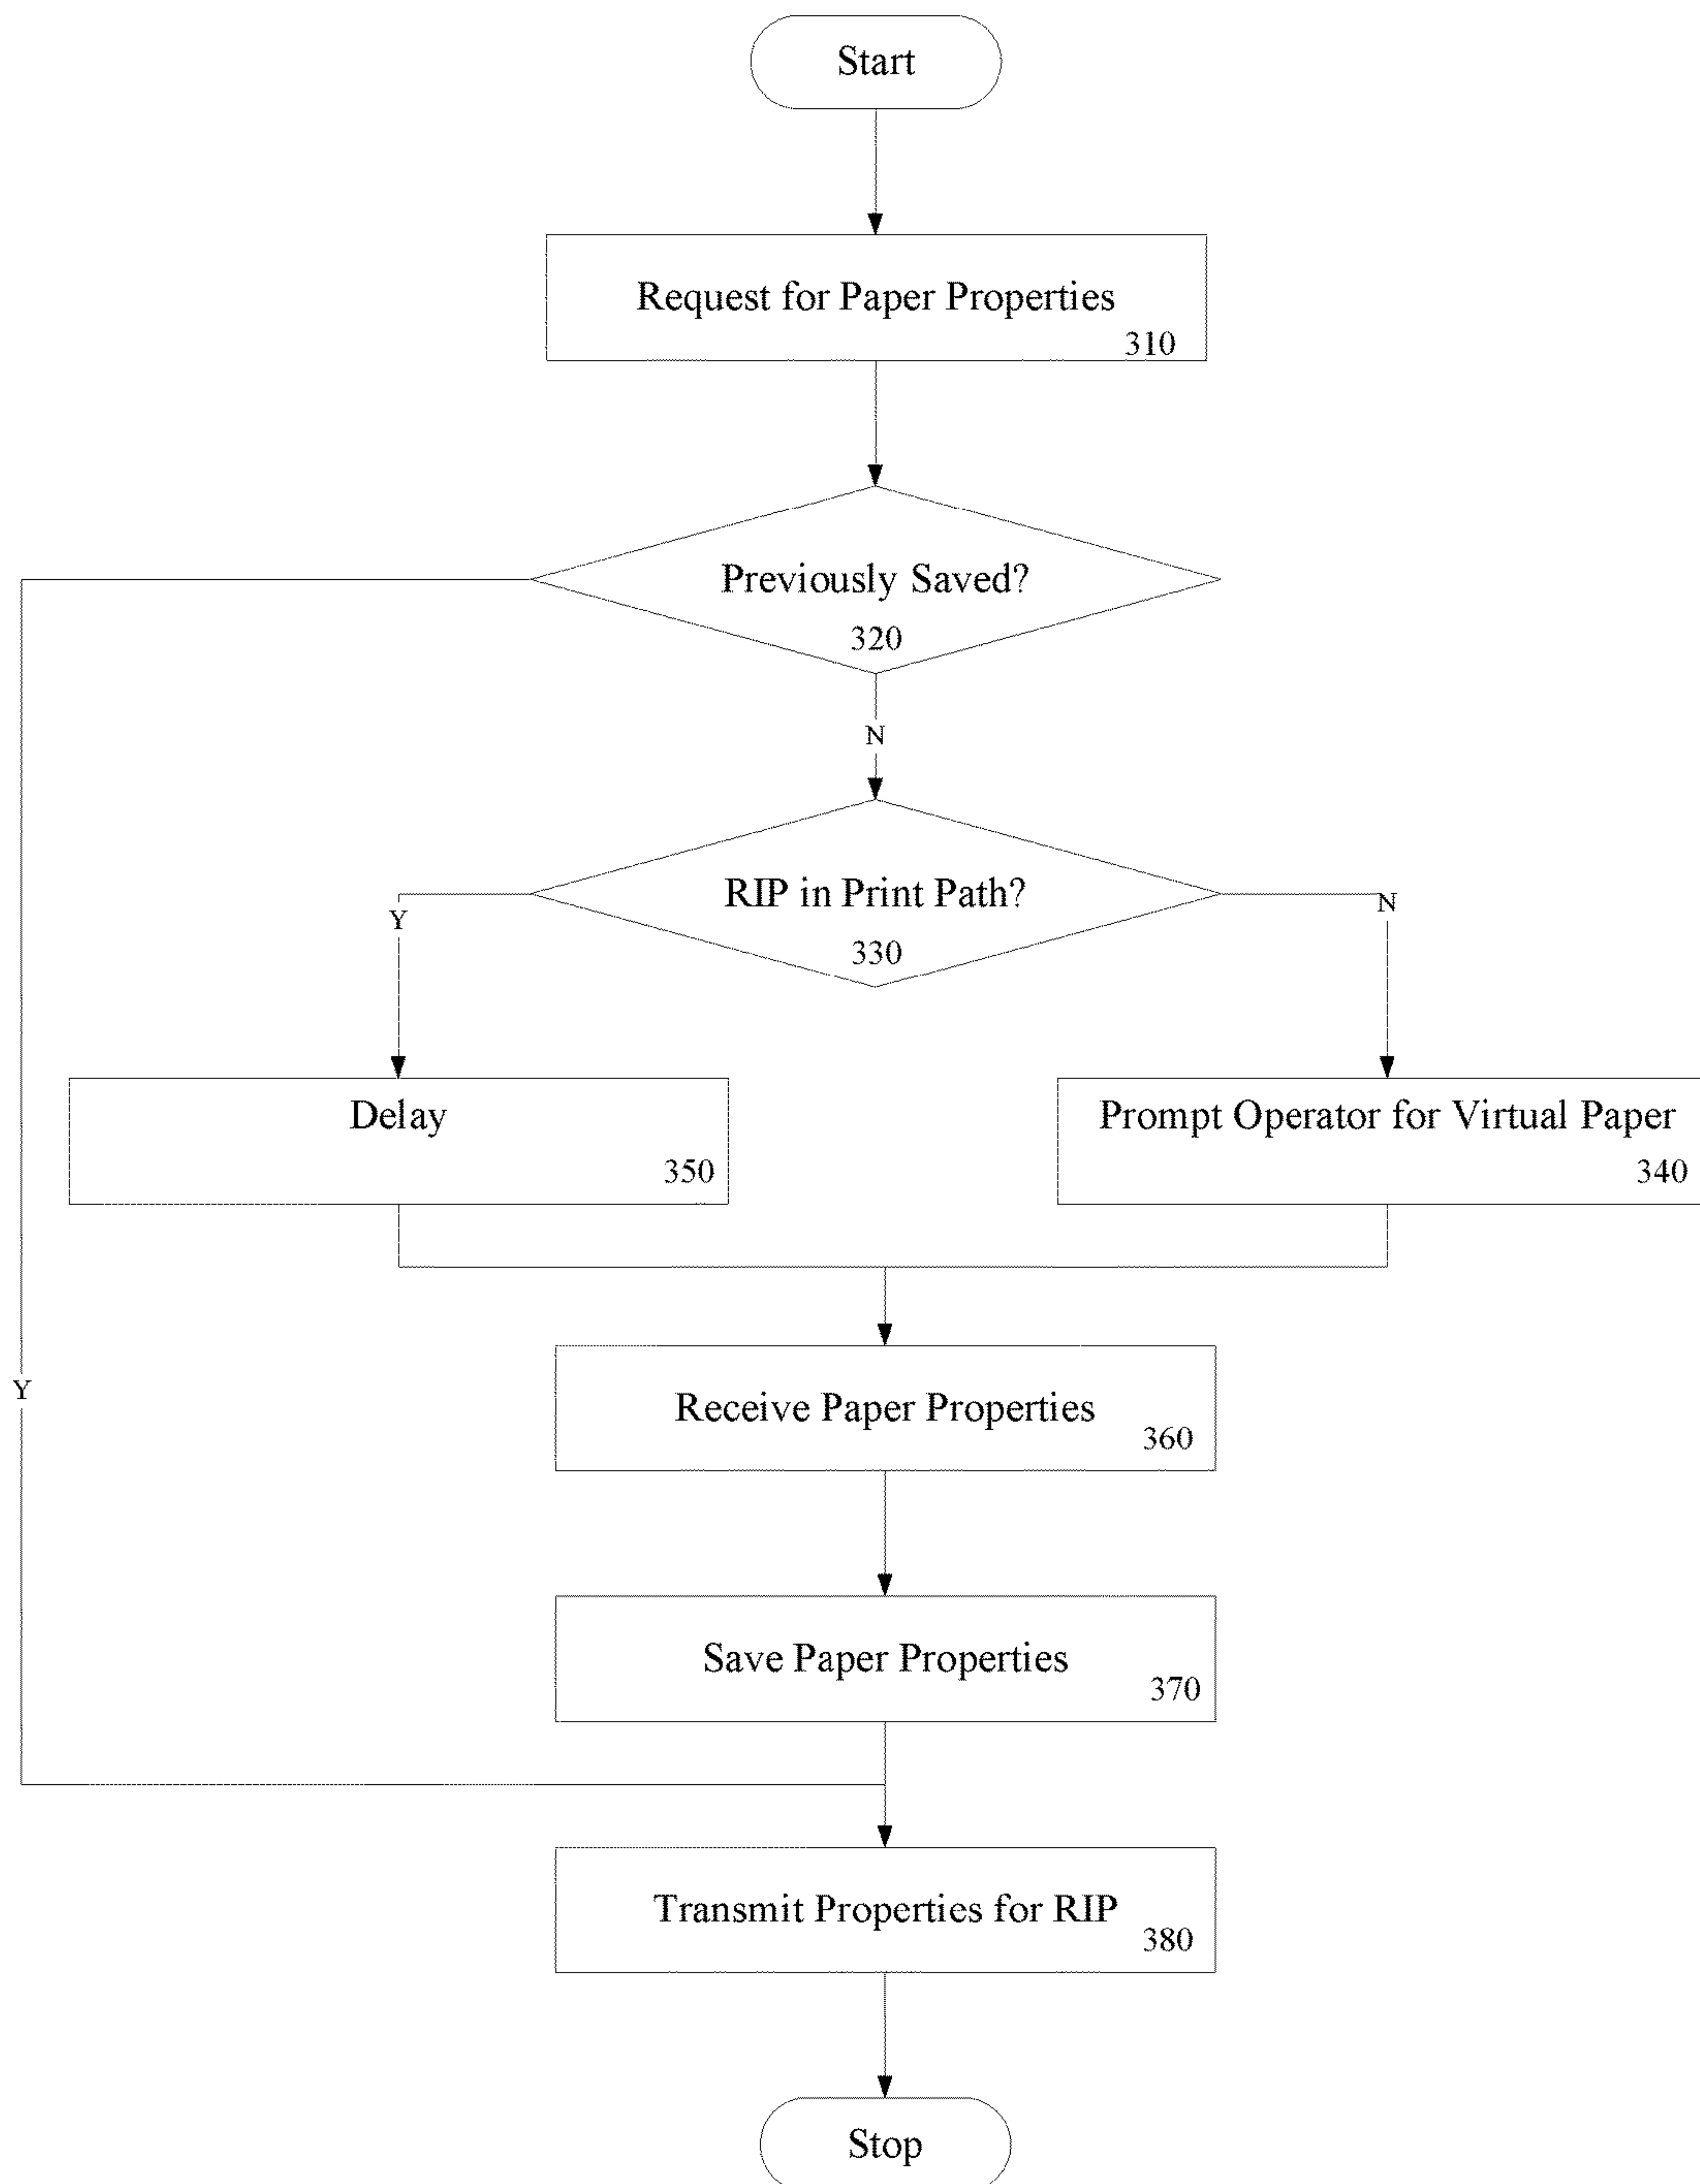 Start
Request for Paper Properties
310
Previously Saved?
320
N
RIP in Print Path?
330
Y
N
Delay
350
Prompt Operator for Virtual Paper
340
Y
Receive Paper Properties
360
Save Paper Properties
370
Transmit Properties for RIP
380
Stop